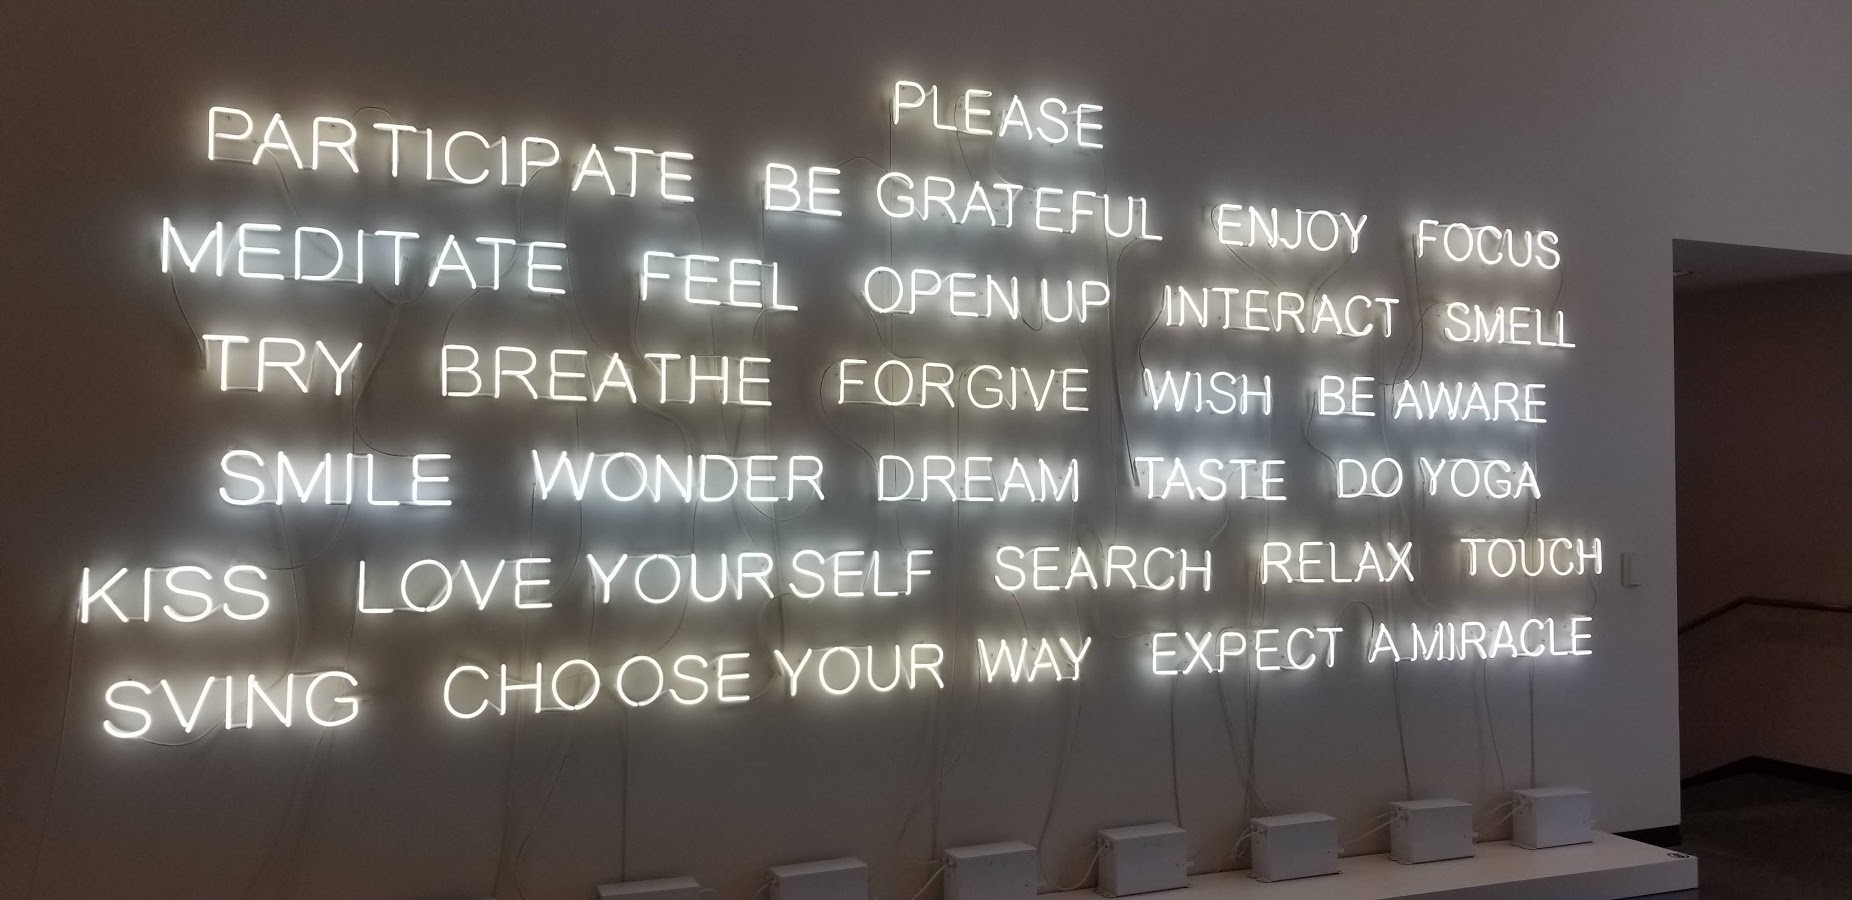 PLEASE
PARTICIPATE BE GRATEFUL ENJOY FOCUS
MEDITATE FEEL OPEN UP INTERACT SMELL
TRY BREATHE FORGIVE WISH BE AWARE
SMILE WONDER DREAM TASTE DO YOGA
KISS LOVE YOURSELF SEARCH RELAX TOUCH
SVING CHOOSE YOUR WAY EXPECT A MIRACLE